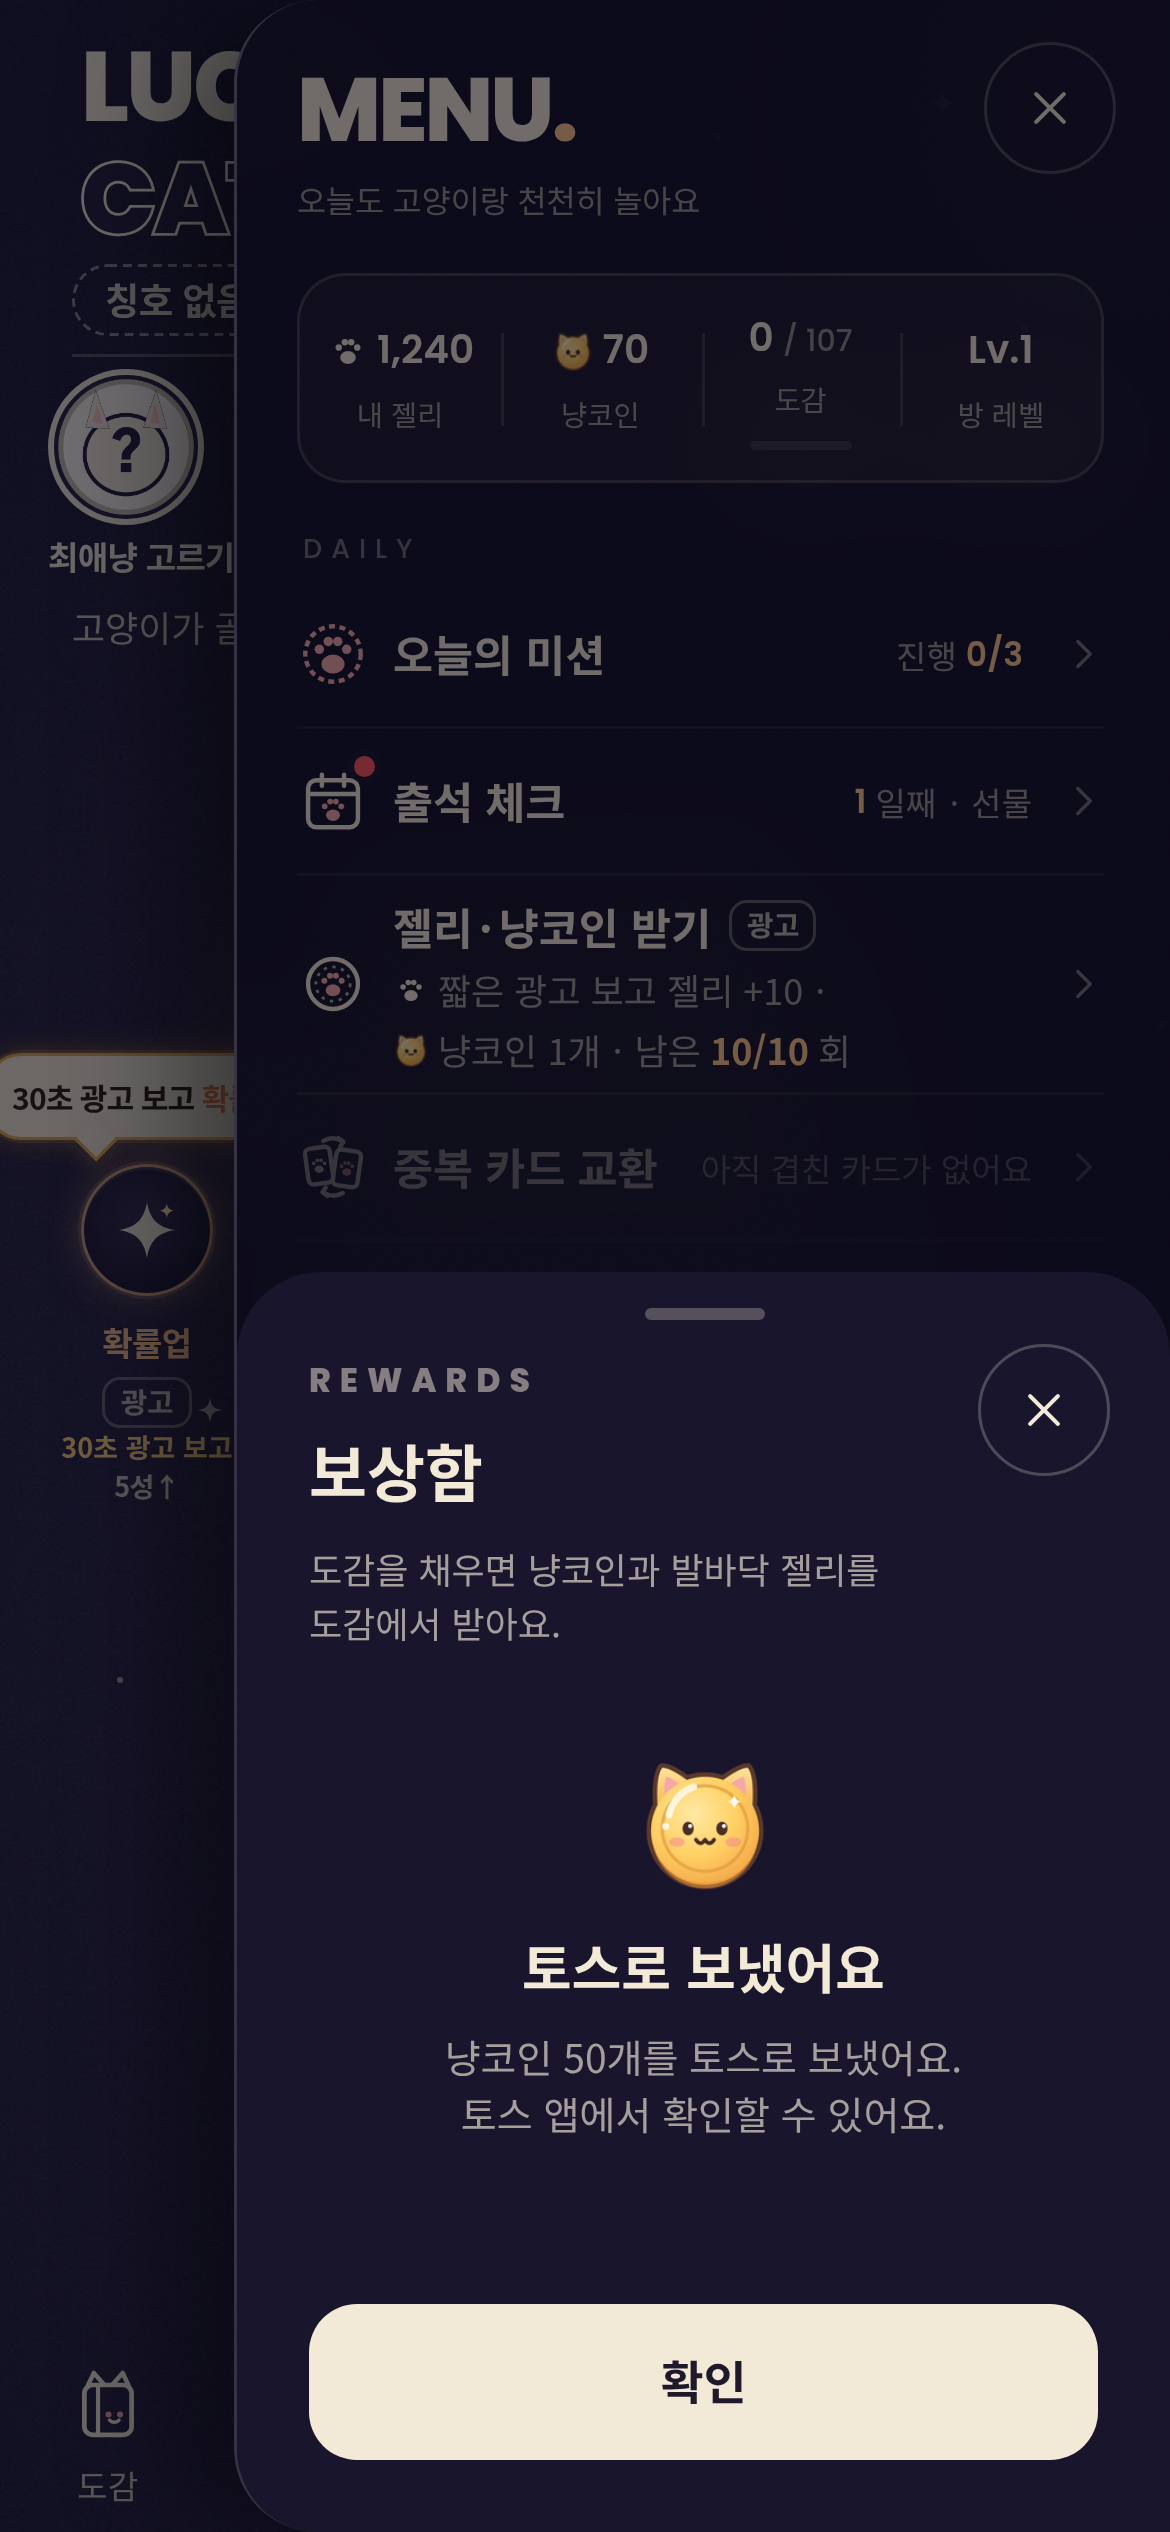 LUC
CAT
칭호 없음
?
최애냥 고르기
고양이가 골
30초 광고 보고 확률
확률업
광고
30초 광고 보고
5성↑
도감
MENU.
오늘도 고양이랑 천천히 놀아요
1,240
내 젤리
70
냥코인
0 / 107
도감
Lv.1
방 레벨
DAILY
오늘의 미션
진행 0/3
출석 체크
1 일째 · 선물
젤리·냥코인 받기 광고
짧은 광고 보고 젤리 +10 ·
냥코인 1개 · 남은 10/10 회
중복 카드 교환
아직 겹친 카드가 없어요
REWARDS
보상함
도감을 채우면 냥코인과 발바닥 젤리를
도감에서 받아요.
토스로 보냈어요
냥코인 50개를 토스로 보냈어요.
토스 앱에서 확인할 수 있어요.
확인